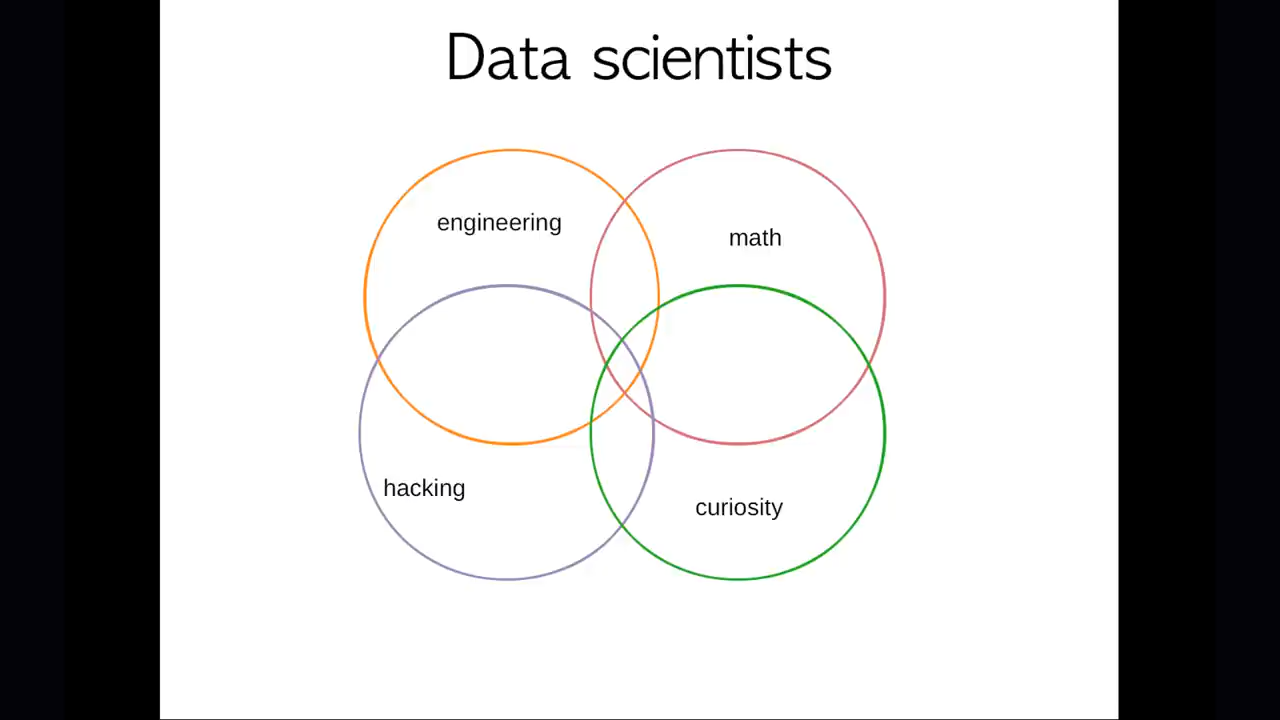 Data scientists
engineering
math
hacking
curiosity